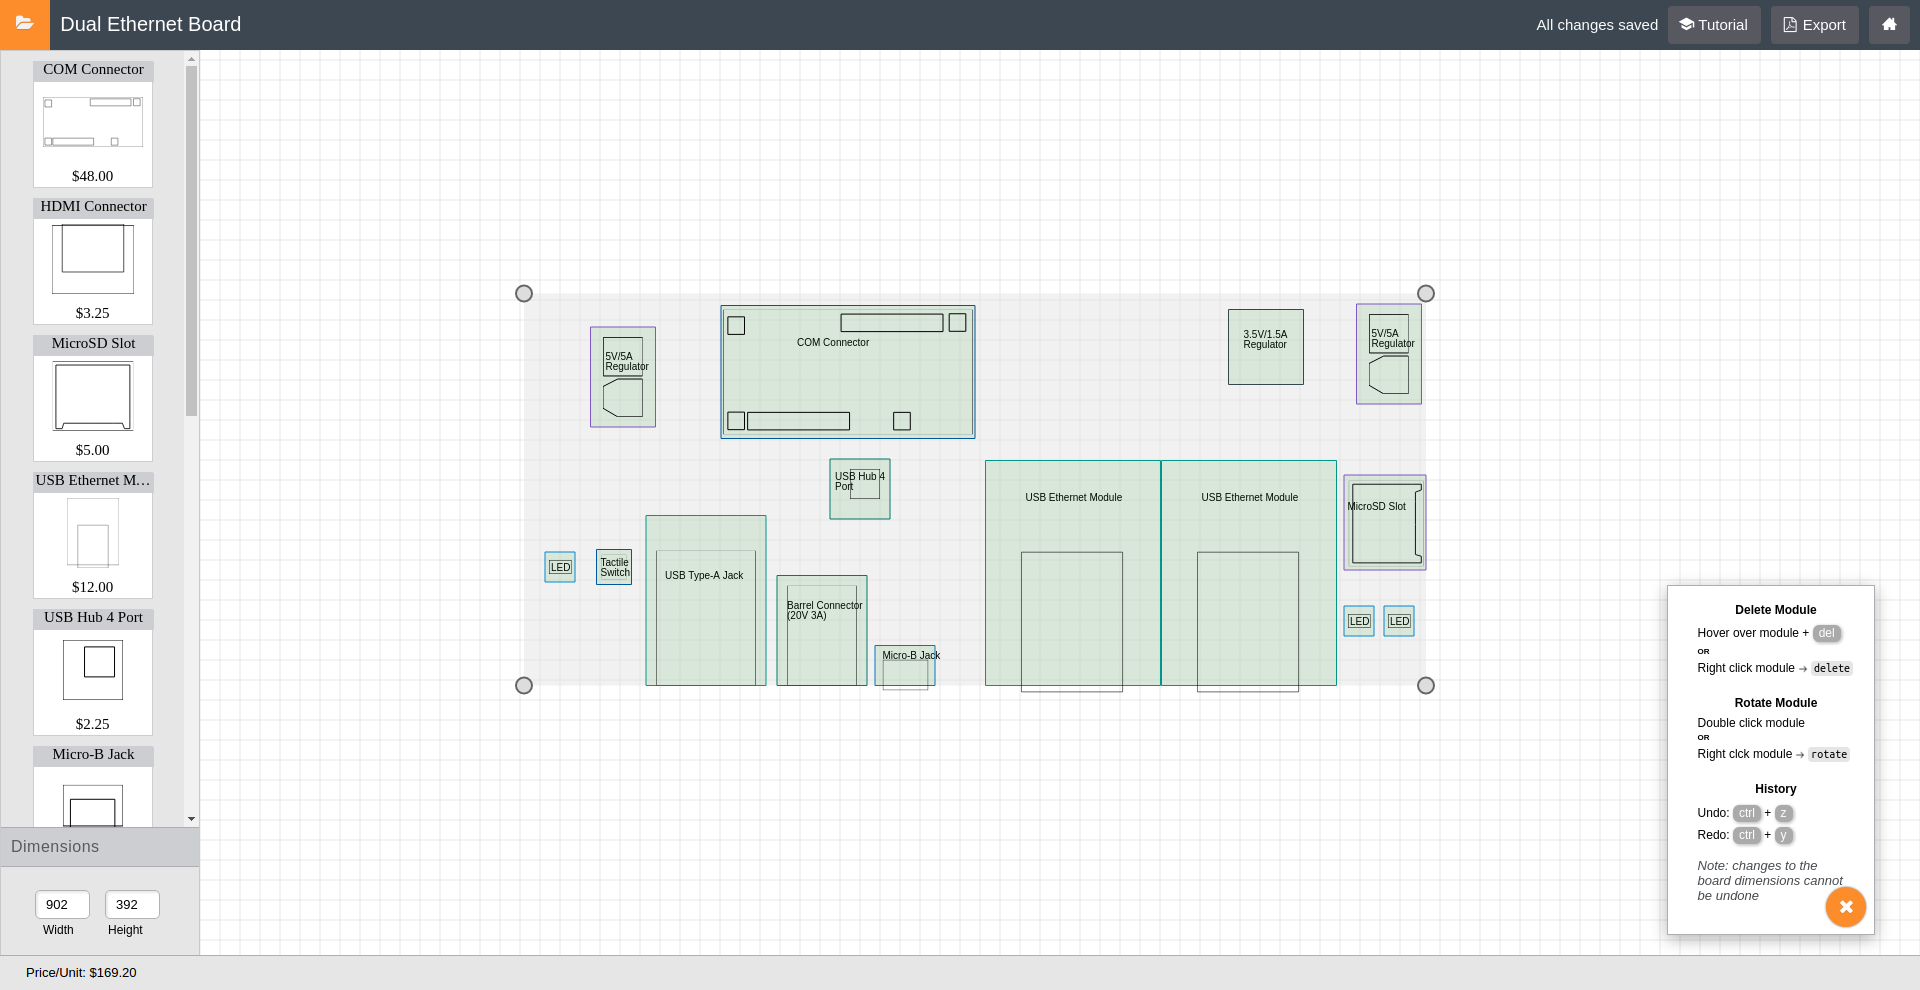 Dual Ethernet Board
All changes saved
Tutorial
Export
COM Connector
$48.00
HDMI Connector
$3.25
MicroSD Slot
$5.00
USB Ethernet M...
$12.00
USB Hub 4 Port
$2.25
Micro-B Jack
Dimensions
902
392
Width
Height
Price/Unit: $169.20
5V/5A
Regulator
COM Connector
3.5V/1.5A
Regulator
5V/5A
Regulator
USB Hub 4
Port
USB Ethernet Module
USB Ethernet Module
MicroSD Slot
LED
Tactile
Switch
USB Type-A Jack
Barrel Connector
(20V 3A)
Micro-B Jack
LED
LED
Delete Module
Hover over module + del
OR
Right click module → delete
Rotate Module
Double click module
OR
Right clck module → rotate
History
Undo: ctrl + z
Redo: ctrl + y
Note: changes to the
board dimensions cannot
be undone